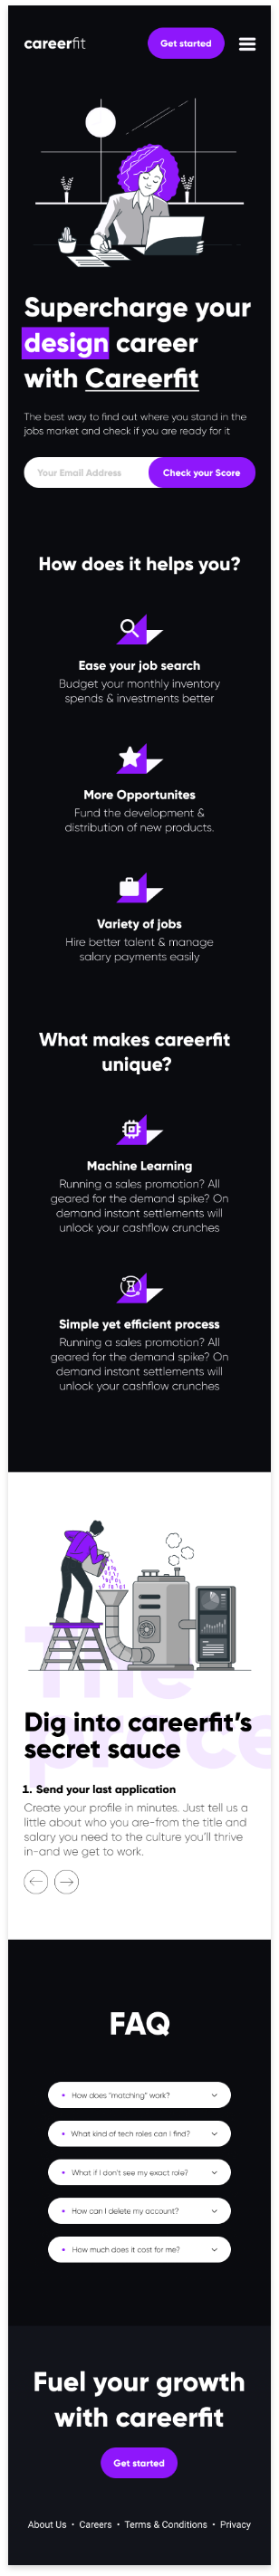 careerfit
Get started
Supercharge your
design career
with Careerfit
The best way to find out where you stand in the
jobs market and check if you are ready for it
Your Email Address
Check your Score
How does it helps you?
Ease your job search
Budget your monthly inventory
spends & investments better
More Opportunites
Fund the development &
distribution of new products.
Variety of jobs
Hire better talent & manage
salary payments easily
What makes careerfit
unique?
Machine Learning
Running a sales promotion? All
geared for the demand spike? On
demand instant settlements will
unlock your cashflow crunches
Simple yet efficient process
Running a sales promotion? All
geared for the demand spike? On
demand instant settlements will
unlock your cashflow crunches
The
proce
Dig into careerfit's
secret sauce
1. Send your last application
Create your profile in minutes. Just tell us a
little about who you are-from the title and
salary you need to the culture you'll thrive
in-and we get to work.
FAQ
• How does "matching" work?
• What kind of tech roles can I find?
• What if I don't see my exact role?
• How can I delete my account?
• How much does it cost for me?
Fuel your growth
with careerfit
Get started
About Us • Careers • Terms & Conditions • Privacy